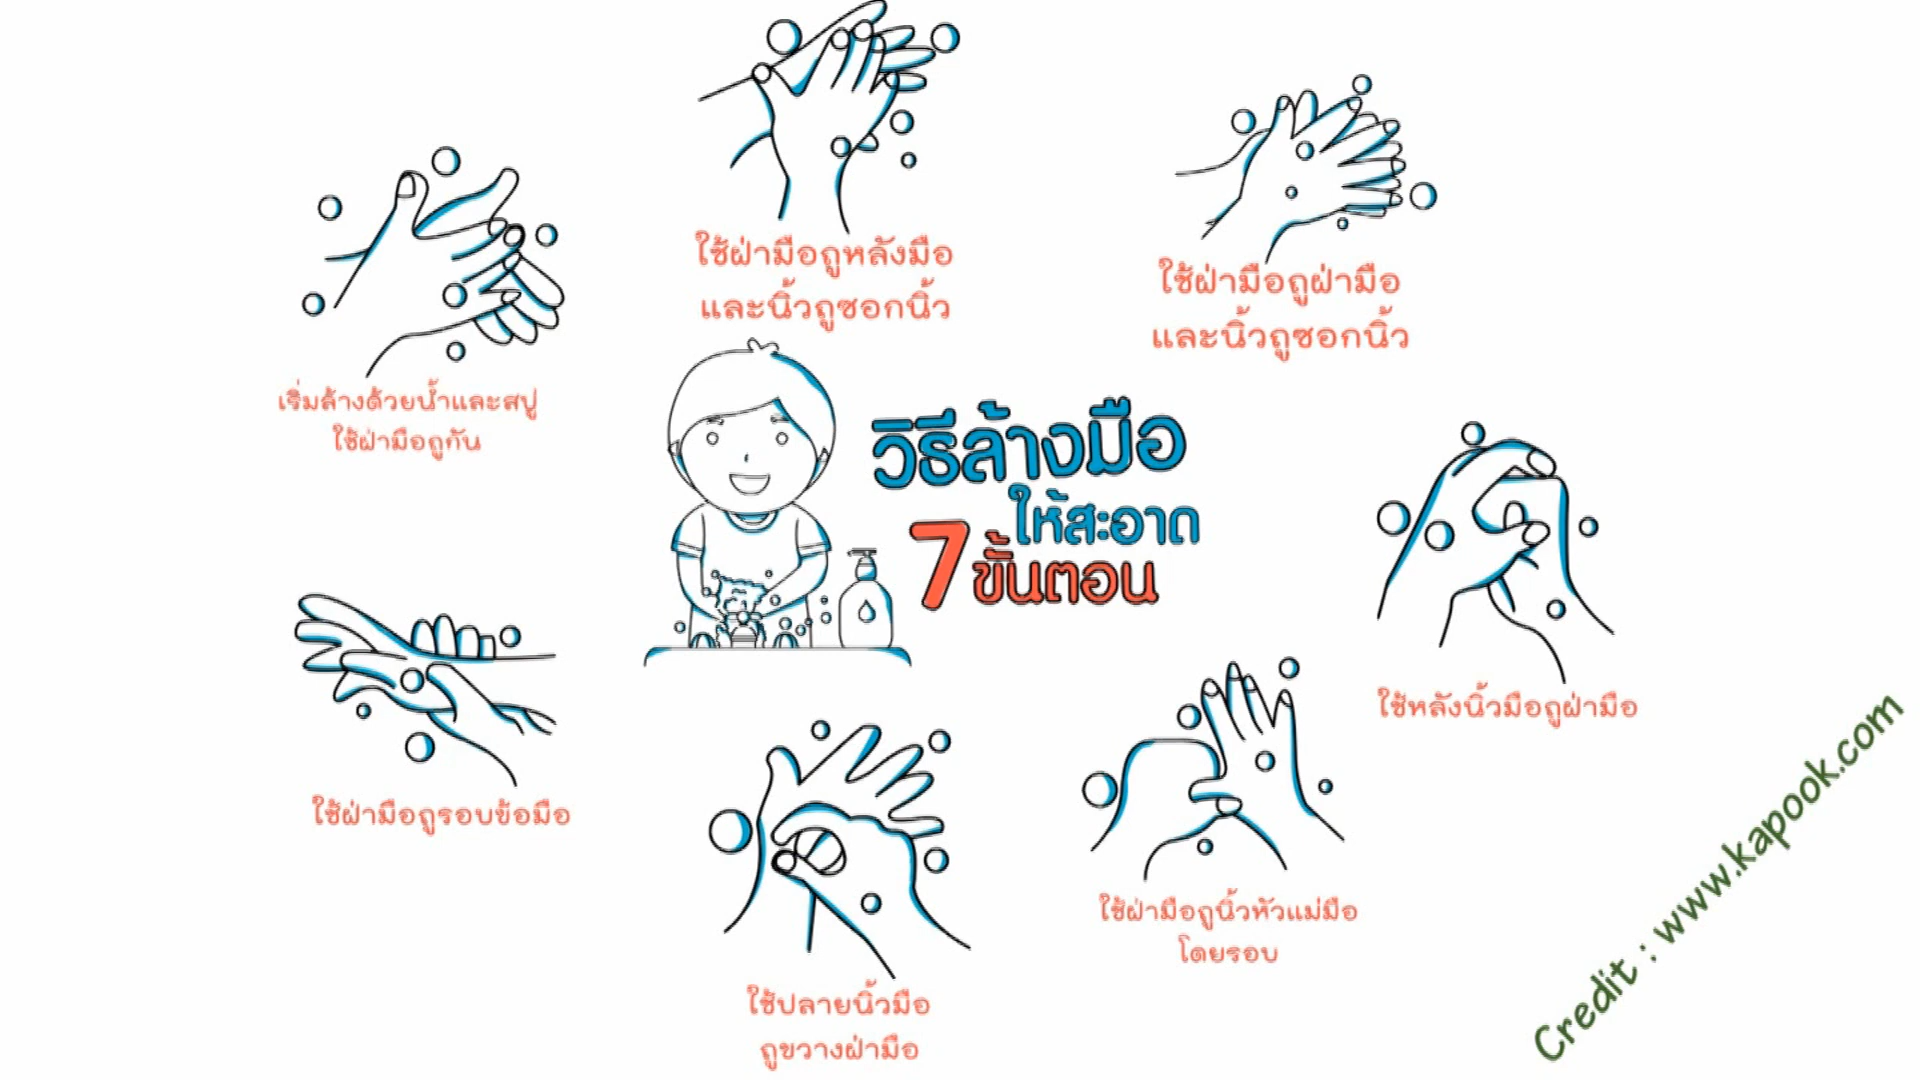 ใช้ฝ่ามือถูหลังมือ
และนิ้วถูซอกนิ้ว
ใช้ฝ่ามือถูฝ่ามือ
และนิ้วถูซอกนิ้ว
เริ่มล้างด้วยน้ำและสบู่
ใช้ฝ่ามือถูกัน
วิธีล้างมือ
ให้สะอาด
7 ขั้นตอน
ใช้หลังนิ้วมือถูฝ่ามือ
ใช้ฝ่ามือถูรอบข้อมือ
ใช้ฝ่ามือถูนิ้วหัวแม่มือ
โดยรอบ
ใช้ปลายนิ้วมือ
ถูขวางฝ่ามือ
Credit : www.kapook.com